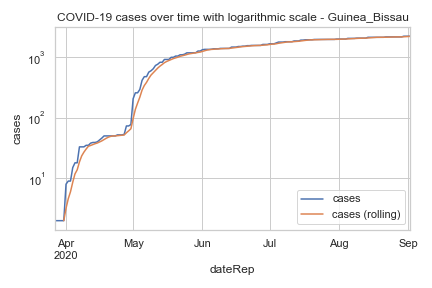 COVID-19 cases over time with logarithmic scale - Guinea_Bissau
10³
10²
10¹
cases
cases
cases (rolling)
Apr May Jun Jul Aug Sep
2020
dateRep